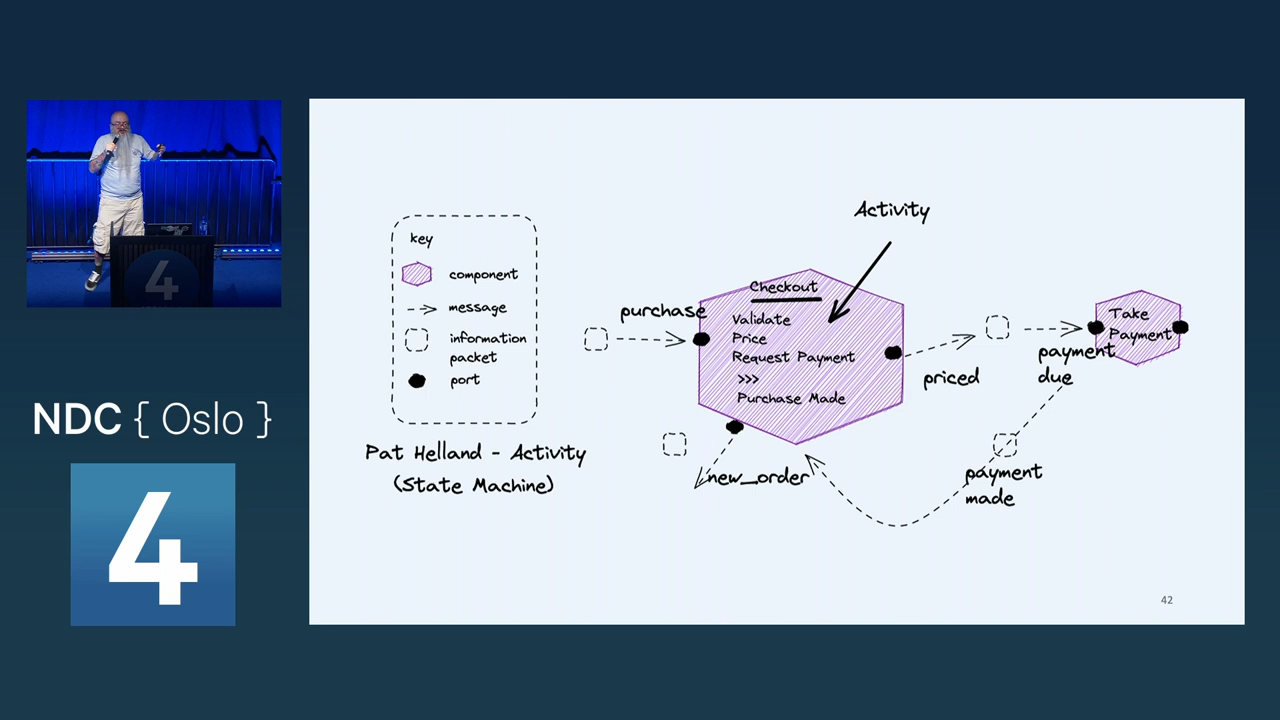 4
NDC { Oslo }
4
key
component
message
information
packet
port
Pat Helland - Activity
(State Machine)
Activity
purchase
Checkout
Validate
Price
Request Payment
>>>
Purchase Made
priced
Take
Payment
payment
due
payment
made
new_order
42